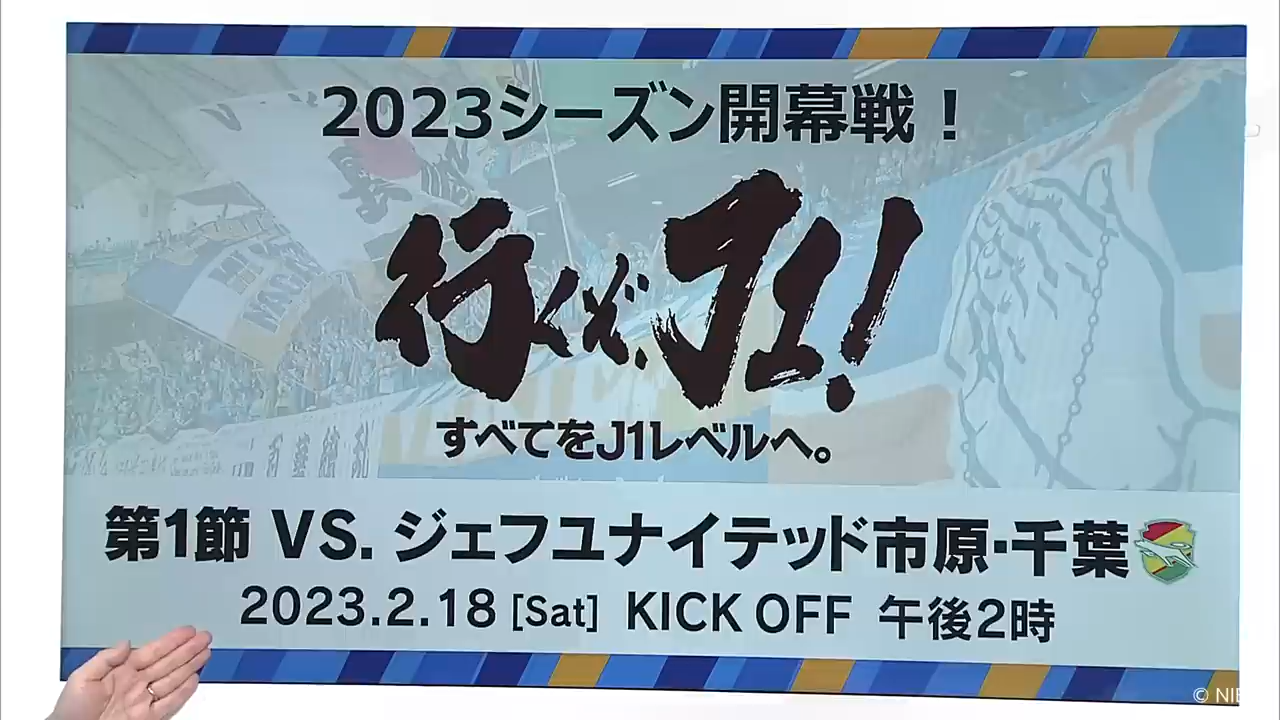 2023シーズン開幕戦！
行くぞ、J1!
すべてをJ1レベルへ。
第1節 VS. ジェフユナイテッド市原・千葉
2023.2.18 [Sat] KICK OFF 午後2時